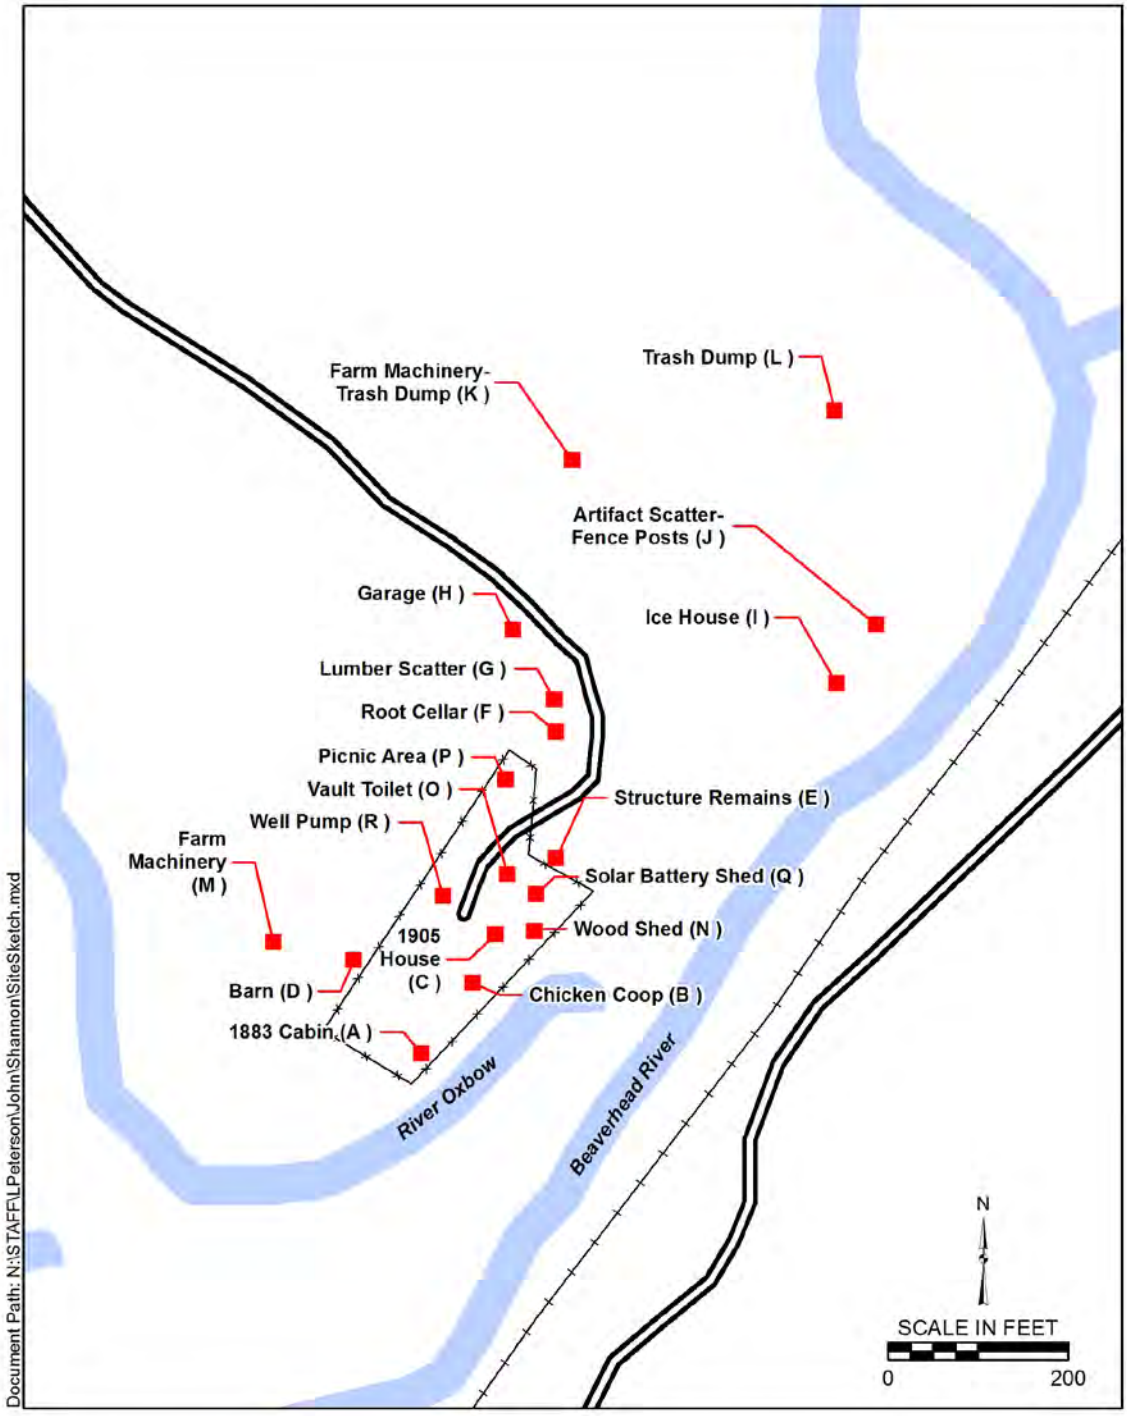 Trash Dump (L )
Farm Machinery-
Trash Dump (K )
Artifact Scatter-
Fence Posts (J )
Garage (H )
Ice House (I )
Lumber Scatter (G )
Root Cellar (F )
Picnic Area (P )
Vault Toilet (O )
Structure Remains (E )
Well Pump (R )
Farm
Machinery
(M )
Solar Battery Shed (Q )
Wood Shed (N )
1905
House
(C )
Barn (D )
Chicken Coop (B )
1883 Cabin (A )
River Oxbow
Beaverhead River
N
SCALE IN FEET
0 200
Document Path: N:\STAFF\LPeterson\John\Shannon\SiteSketch.mxd